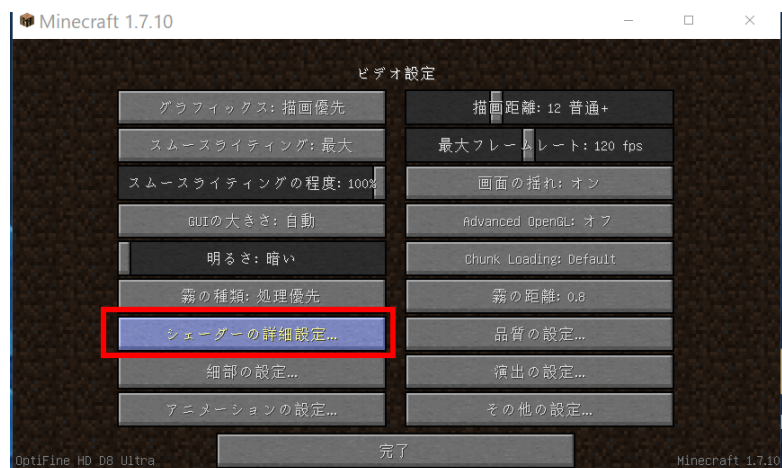 Minecraft 1.7.10
ビデオ設定
グラフィックス: 描画優先
描画距離: 12 普通+
スムースライティング: 最大
最大フレームレート: 120 fps
スムースライティングの程度: 100%
画面の揺れ: オン
GUIの大きさ: 自動
Advanced OpenGL: オフ
明るさ: 暗い
Chunk Loading: Default
霧の種類: 処理優先
霧の距離: 0.8
シェーダーの詳細設定...
品質の設定...
細部の設定...
演出の設定...
アニメーションの設定...
その他の設定...
完了
OptiFine HD D8 Ultra
Minecraft 1.7.10